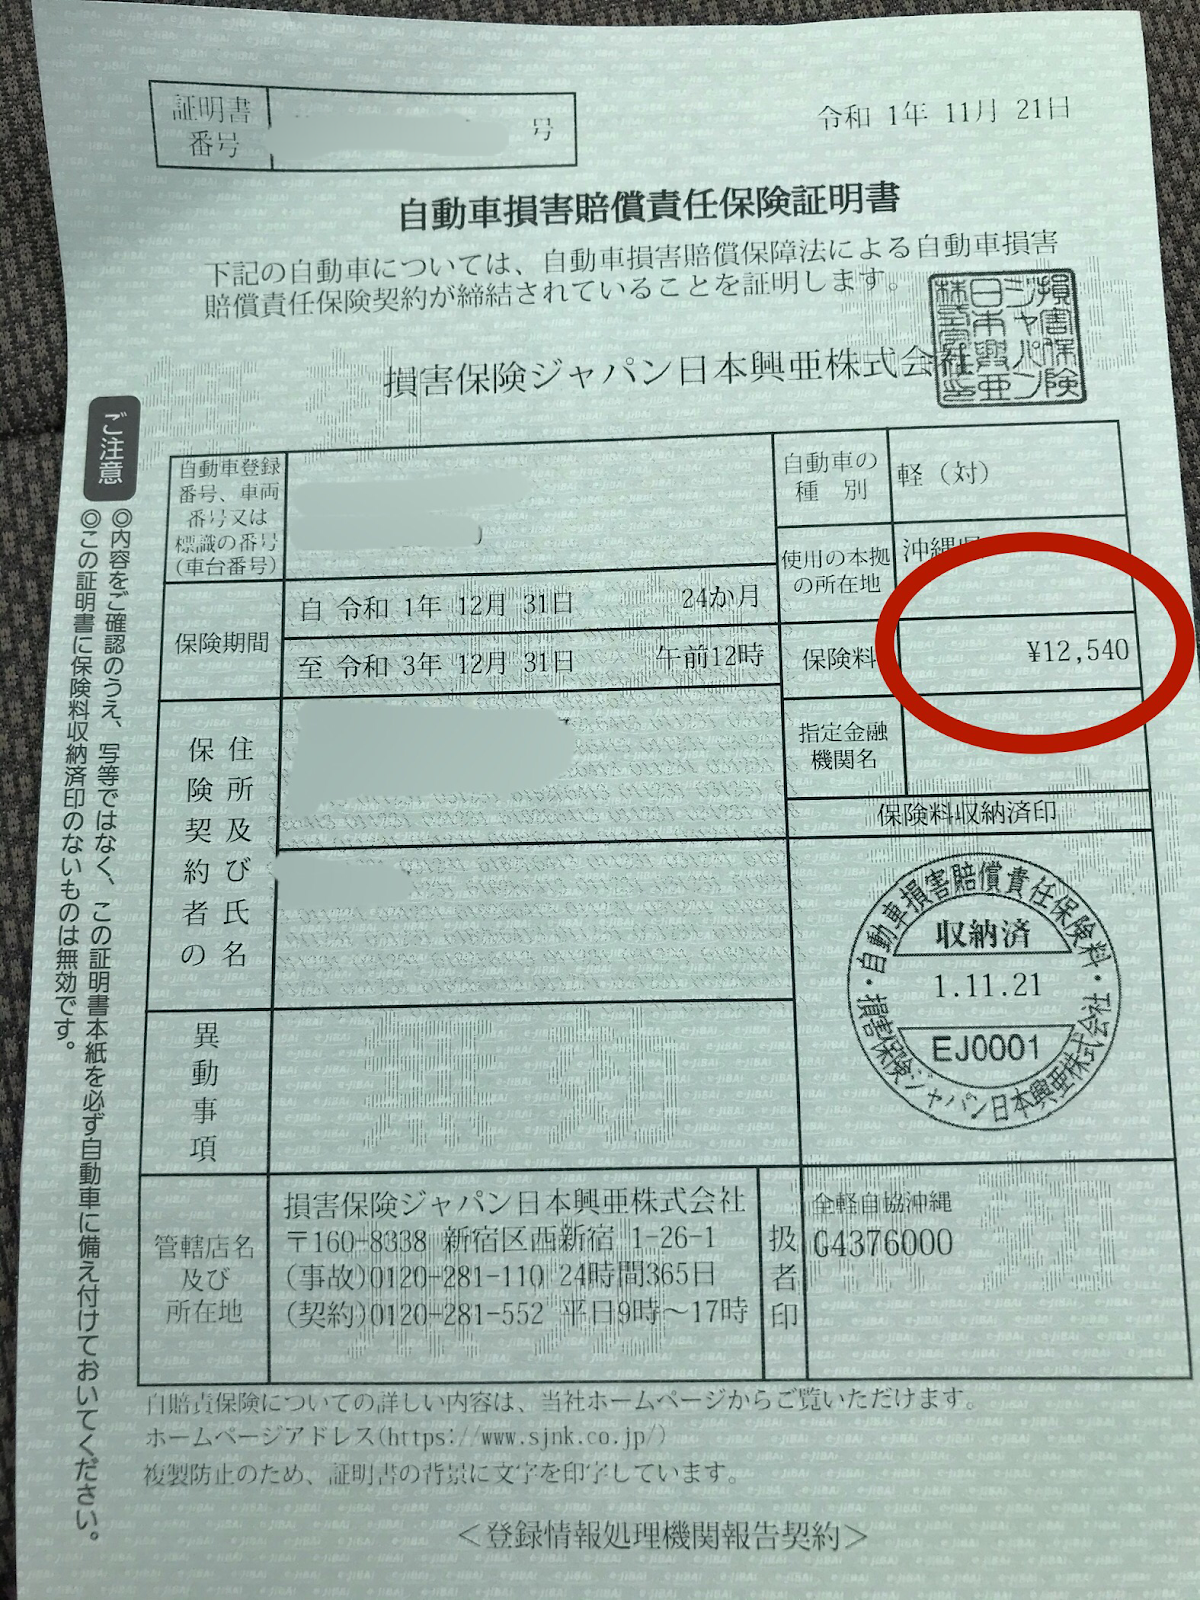 証明書
番号
号
令和 1年 11月 21日
自動車損害賠償責任保険証明書
下記の自動車については、自動車損害賠償保障法による自動車損害
賠償責任保険契約が締結されていることを証明します。
損害保険ジャパン日本興亜株式会社
損害保険
ジャパン
日本興亜
株式会社
ご注意
◎内容をご確認のうえ、写等ではなく、この証明書本紙を必ず自動車に備え付けておいてください。
◎この証明書に保険料収納済印のないものは無効です。
自動車登録
番号、車両
番号又は
標識の番号
(車台番号)
自動車の
種 別
軽（対）
使用の本拠
の所在地
沖縄県
保険期間
自 令和 1年 12月 31日 24か月
至 令和 3年 12月 31日 午前12時
保険料
¥12,540
指定金融
機関名
保険料収納済印
保険契約者の
住所及び氏名
自動車損害賠償責任保険料
収納済
1.11.21
EJ0001
損害保険ジャパン日本興亜株式会社
異動事項
管轄店名
及び
所在地
損害保険ジャパン日本興亜株式会社
〒160-8338 新宿区西新宿 1-26-1
(事故)0120-281-110 24時間365日
(契約)0120-281-552 平日9時～17時
扱者印
全軽自協沖縄
G4376000
自賠責保険についての詳しい内容は、当社ホームページからご覧いただけます。
ホームページアドレス(https://www.sjnk.co.jp/)
複製防止のため、証明書の背景に文字を印字しています。
＜登録情報処理機関報告契約＞